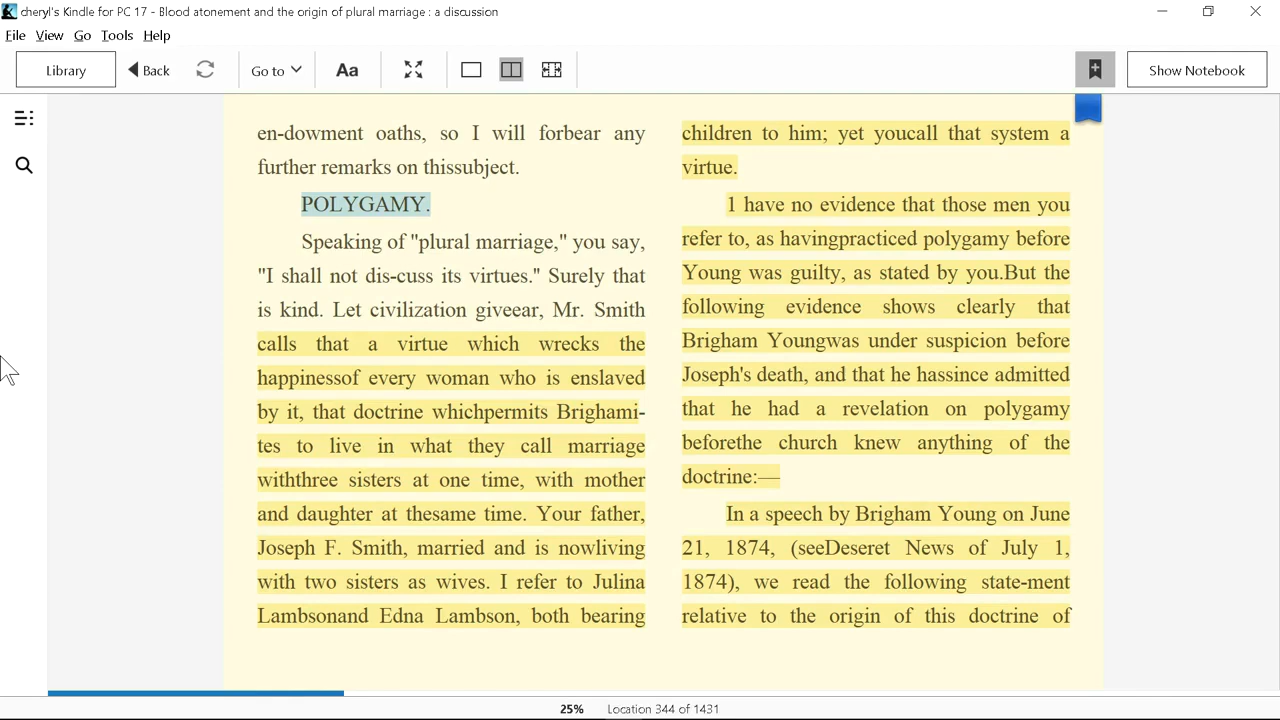 cheryl's Kindle for PC 17 - Blood atonement and the origin of plural marriage : a discussion
File View Go Tools Help
Library Back Go to Aa Show Notebook
en-dowment oaths, so I will forbear any
further remarks on thissubject.
POLYGAMY.
Speaking of "plural marriage," you say,
"I shall not dis-cuss its virtues." Surely that
is kind. Let civilization giveear, Mr. Smith
calls that a virtue which wrecks the
happinessof every woman who is enslaved
by it, that doctrine whichpermits Brighami-
tes to live in what they call marriage
withthree sisters at one time, with mother
and daughter at thesame time. Your father,
Joseph F. Smith, married and is nowliving
with two sisters as wives. I refer to Julina
Lambsonand Edna Lambson, both bearing
children to him; yet youcall that system a
virtue.
1 have no evidence that those men you
refer to, as havingpracticed polygamy before
Young was guilty, as stated by you.But the
following evidence shows clearly that
Brigham Youngwas under suspicion before
Joseph's death, and that he hassince admitted
that he had a revelation on polygamy
beforethe church knew anything of the
doctrine:—
In a speech by Brigham Young on June
21, 1874, (seeDeseret News of July 1,
1874), we read the following state-ment
relative to the origin of this doctrine of
25% Location 344 of 1431